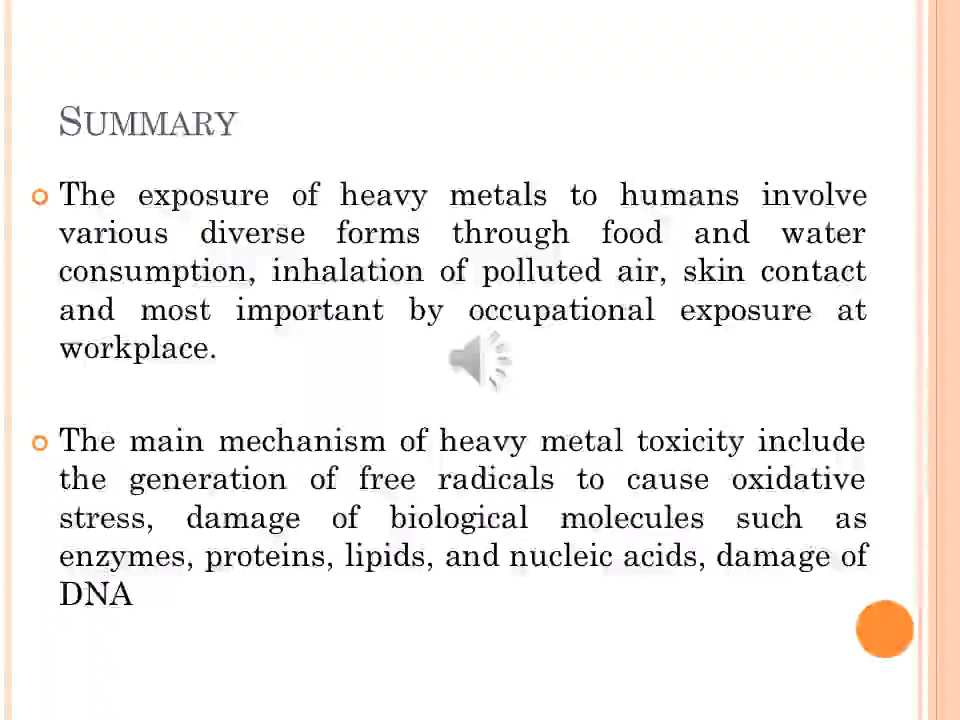 SUMMARY
The exposure of heavy metals to humans involve
various diverse forms through food and water
consumption, inhalation of polluted air, skin contact
and most important by occupational exposure at
workplace.
The main mechanism of heavy metal toxicity include
the generation of free radicals to cause oxidative
stress, damage of biological molecules such as
enzymes, proteins, lipids, and nucleic acids, damage of
DNA